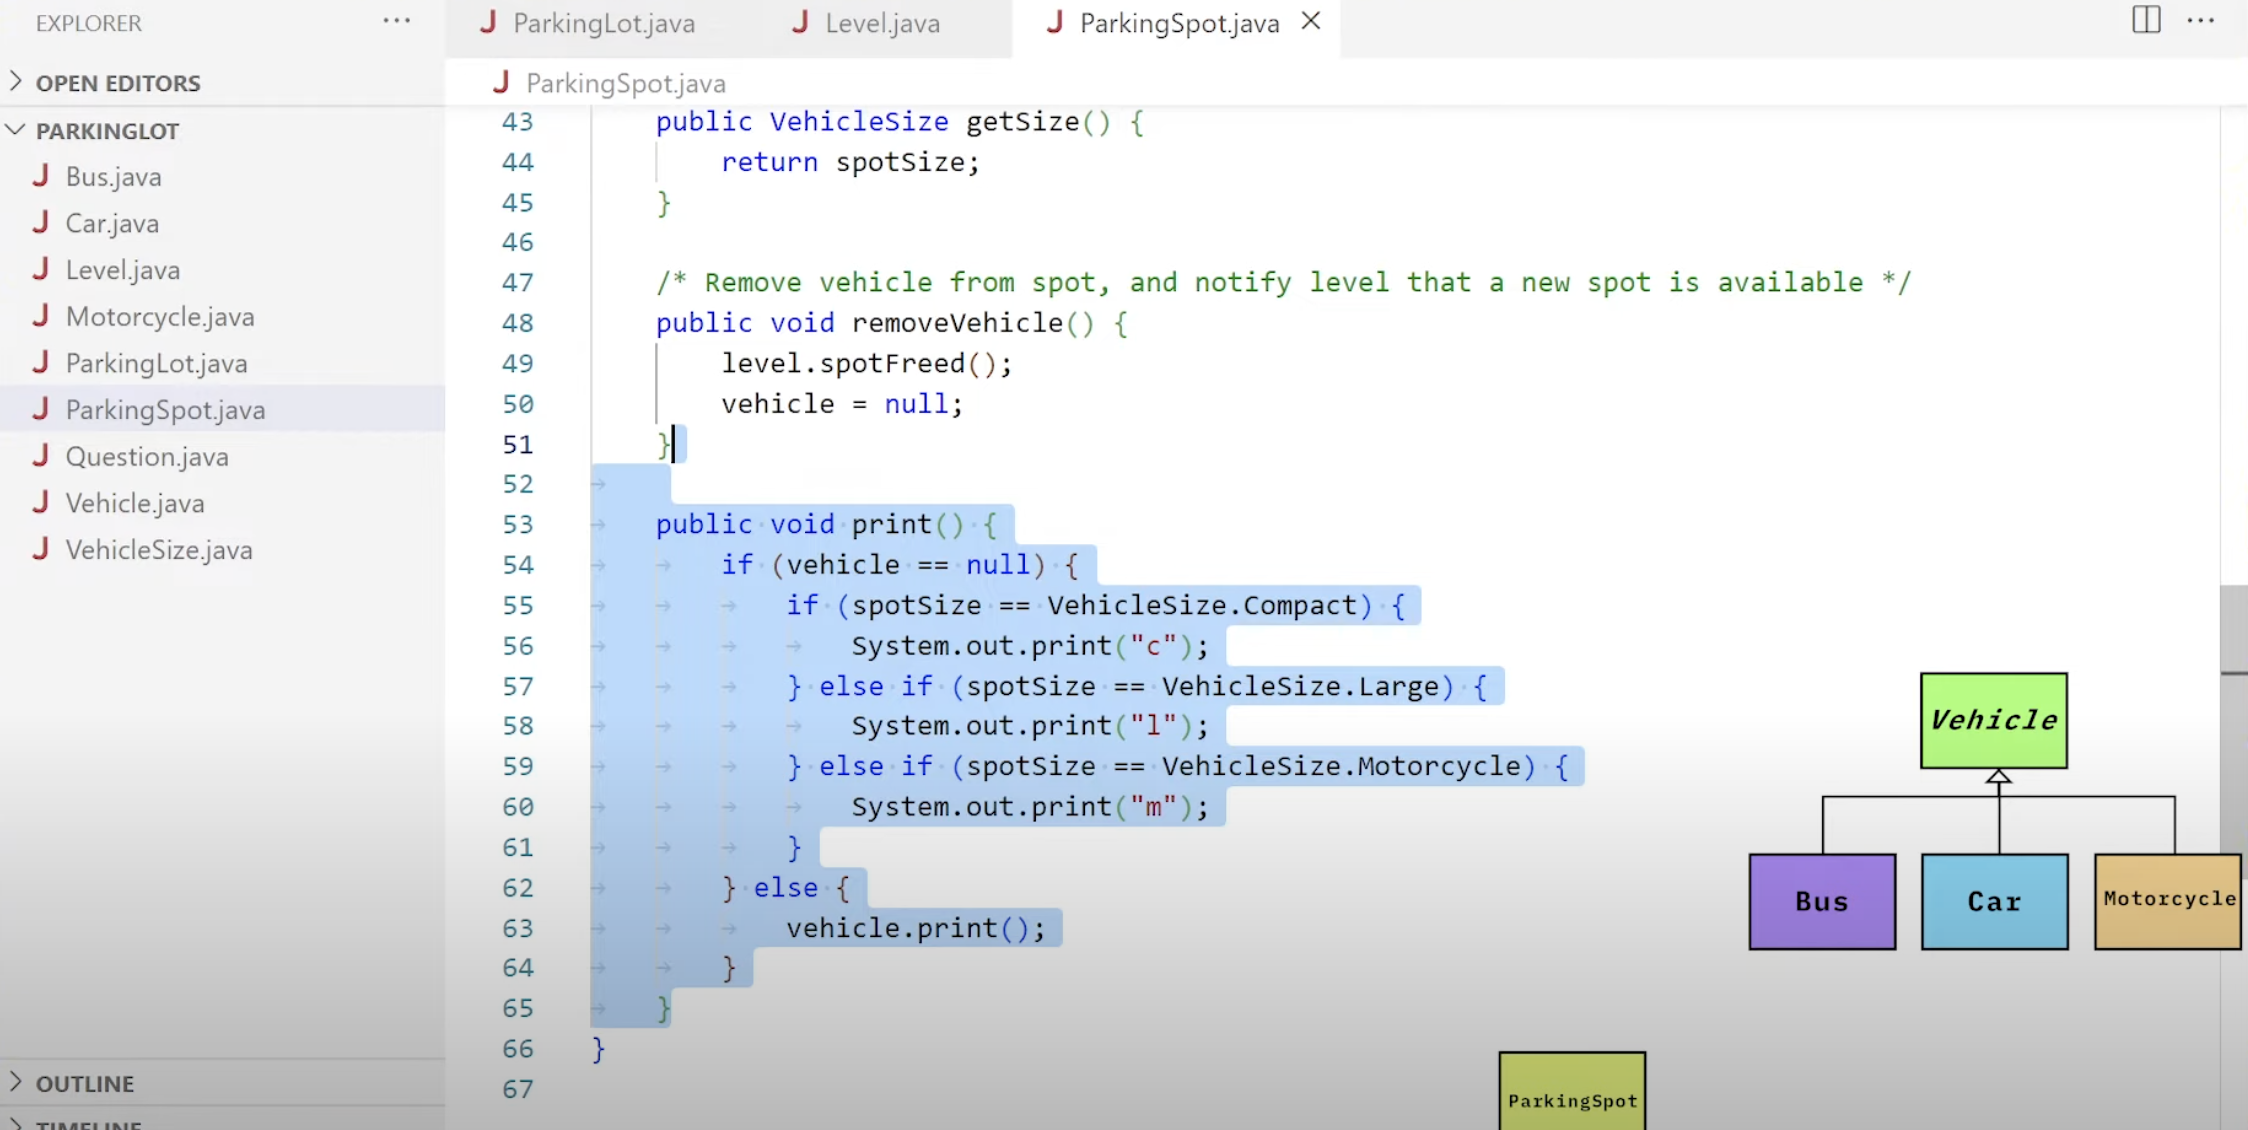 EXPLORER
ParkingLot.java
Level.java
ParkingSpot.java
OPEN EDITORS
PARKINGLOT
Bus.java
Car.java
Level.java
Motorcycle.java
ParkingLot.java
ParkingSpot.java
Question.java
Vehicle.java
VehicleSize.java
OUTLINE
TIMELINE
ParkingSpot.java
43 public VehicleSize getSize() {
44 return spotSize;
45 }
46
47 /* Remove vehicle from spot, and notify level that a new spot is available */
48 public void removeVehicle() {
49 level.spotFreed();
50 vehicle = null;
51 }
52
53 public void print() {
54 if (vehicle == null) {
55 if (spotSize == VehicleSize.Compact) {
56 System.out.print("c");
57 } else if (spotSize == VehicleSize.Large) {
58 System.out.print("l");
59 } else if (spotSize == VehicleSize.Motorcycle) {
60 System.out.print("m");
61 }
62 } else {
63 vehicle.print();
64 }
65 }
66 }
67
Vehicle
Bus
Car
Motorcycle
ParkingSpot